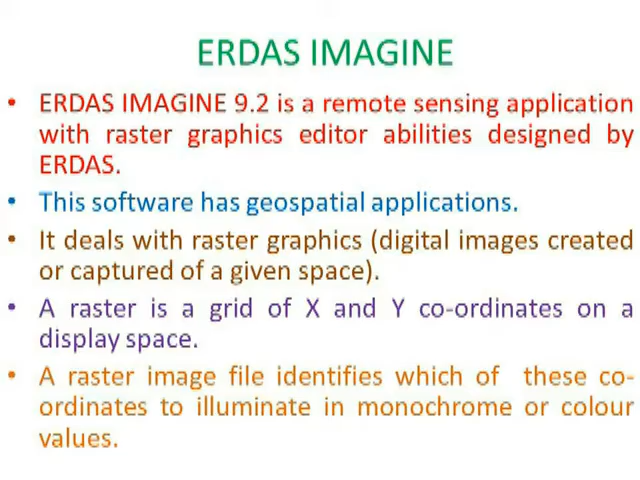 ERDAS IMAGINE
• ERDAS IMAGINE 9.2 is a remote sensing application
with raster graphics editor abilities designed by
ERDAS.
• This software has geospatial applications.
• It deals with raster graphics (digital images created
or captured of a given space).
• A raster is a grid of X and Y co-ordinates on a
display space.
• A raster image file identifies which of these co-
ordinates to illuminate in monochrome or colour
values.